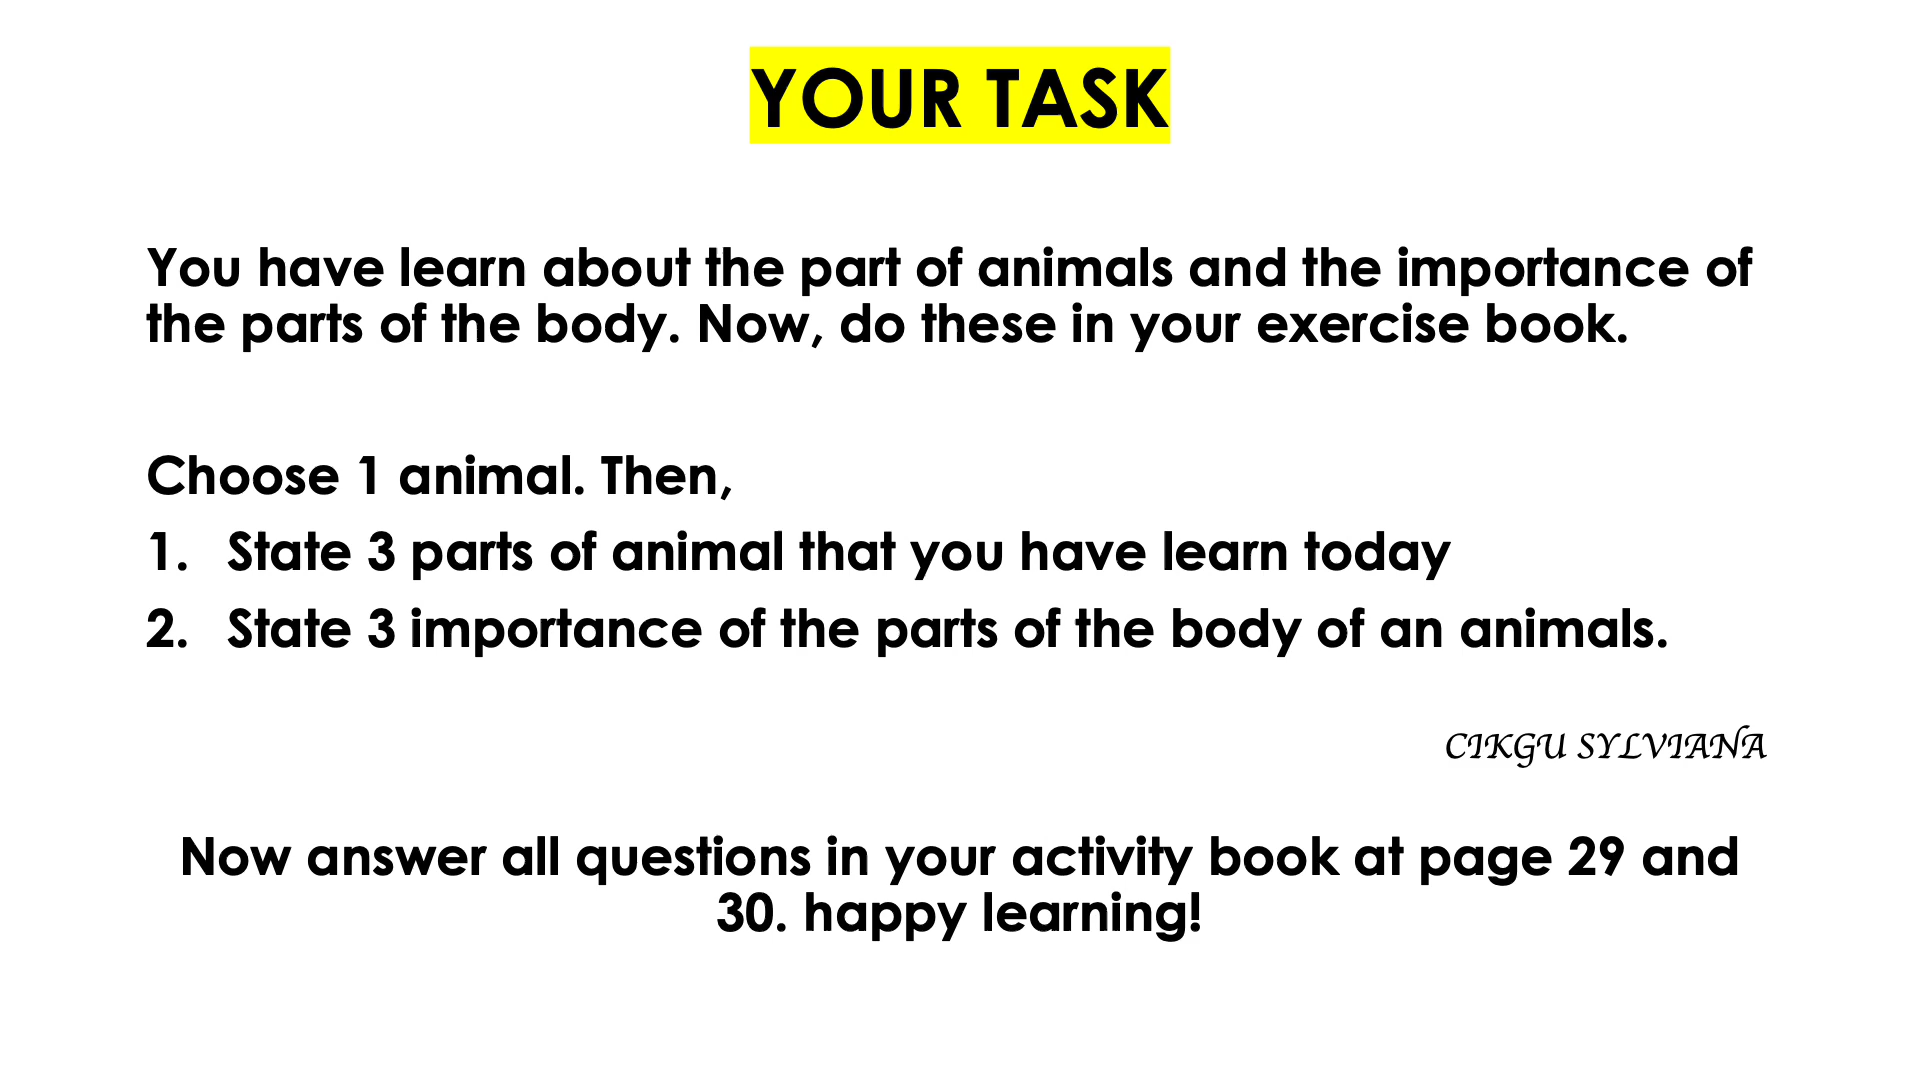 YOUR TASK
You have learn about the part of animals and the importance of
the parts of the body. Now, do these in your exercise book.
Choose 1 animal. Then,
1. State 3 parts of animal that you have learn today
2. State 3 importance of the parts of the body of an animals.
CIKGU SYLVIANA
Now answer all questions in your activity book at page 29 and
30. happy learning!